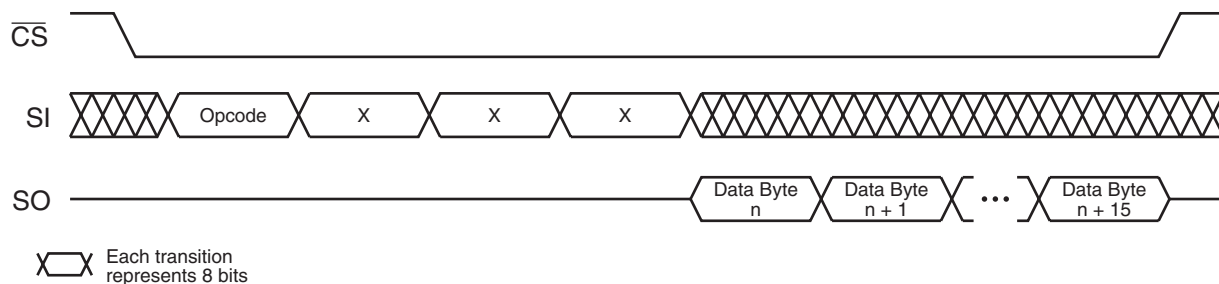 CS
SI
Opcode
X
X
X
SO
Data Byte
n
Data Byte
n + 1
•••
Data Byte
n + 15
Each transition
represents 8 bits